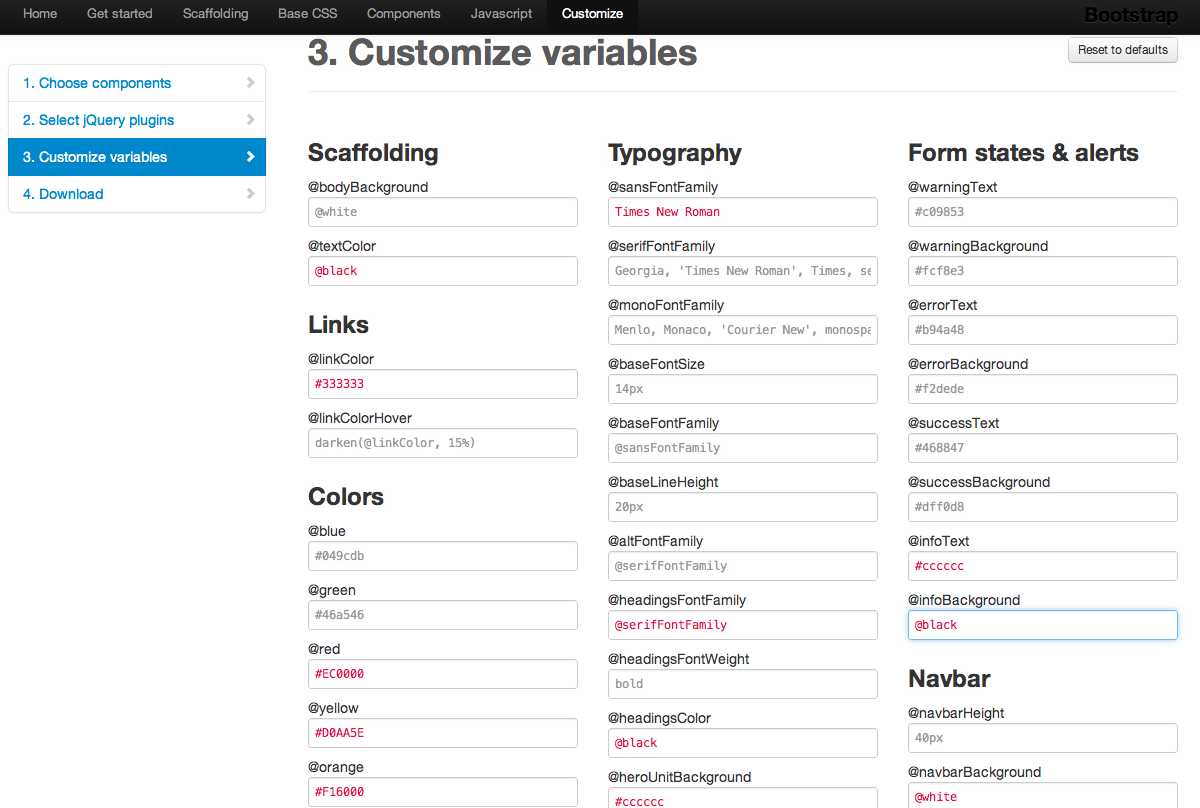 Home Get started Scaffolding Base CSS Components Javascript Customize Bootstrap
3. Customize variables
Reset to defaults
1. Choose components
2. Select jQuery plugins
3. Customize variables
4. Download
Scaffolding
@bodyBackground
@white
@textColor
@black
Links
@linkColor
#333333
@linkColorHover
darken(@linkColor, 15%)
Colors
@blue
#049cdb
@green
#46a546
@red
#EC0000
@yellow
#D0AA5E
@orange
#F16000
Typography
@sansFontFamily
Times New Roman
@serifFontFamily
Georgia, 'Times New Roman', Times, se
@monoFontFamily
Menlo, Monaco, 'Courier New', monospa
@baseFontSize
14px
@baseFontFamily
@sansFontFamily
@baseLineHeight
20px
@altFontFamily
@serifFontFamily
@headingsFontFamily
@serifFontFamily
@headingsFontWeight
bold
@headingsColor
@black
@heroUnitBackground
#cccccc
Form states & alerts
@warningText
#c09853
@warningBackground
#fcf8e3
@errorText
#b94a48
@errorBackground
#f2dede
@successText
#468847
@successBackground
#dff0d8
@infoText
#cccccc
@infoBackground
@black
Navbar
@navbarHeight
40px
@navbarBackground
@white